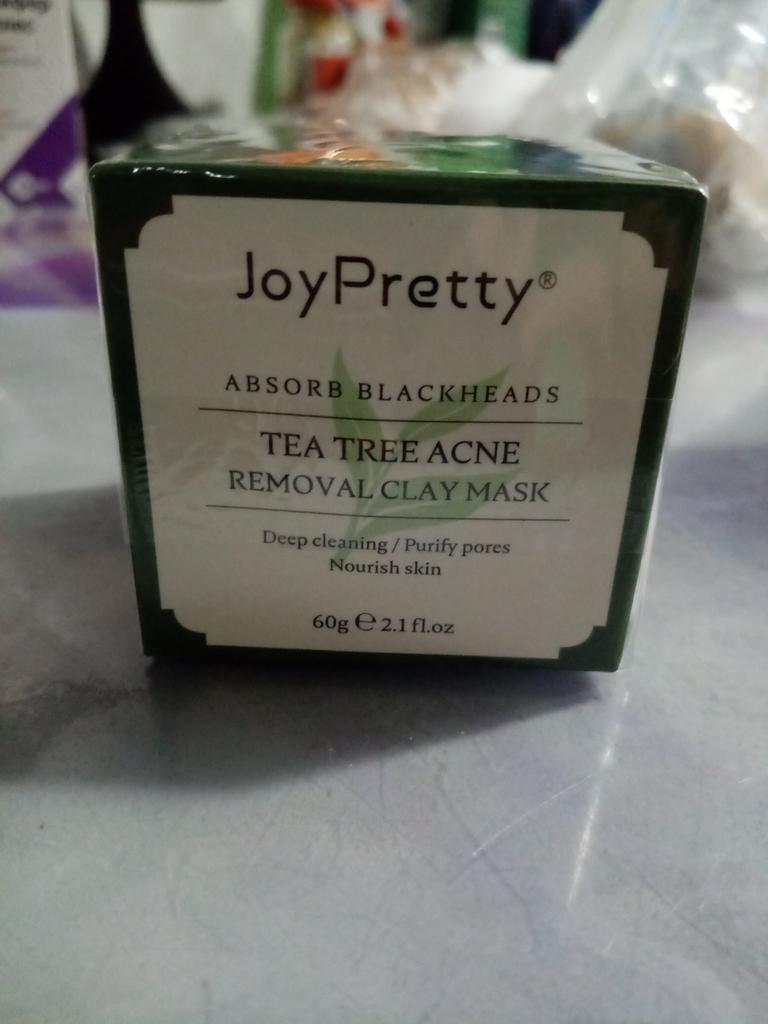 JoyPretty®
ABSORB BLACKHEADS
TEA TREE ACNE
REMOVAL CLAY MASK
Deep cleaning / Purify pores
Nourish skin
60g ℮ 2.1 fl.oz